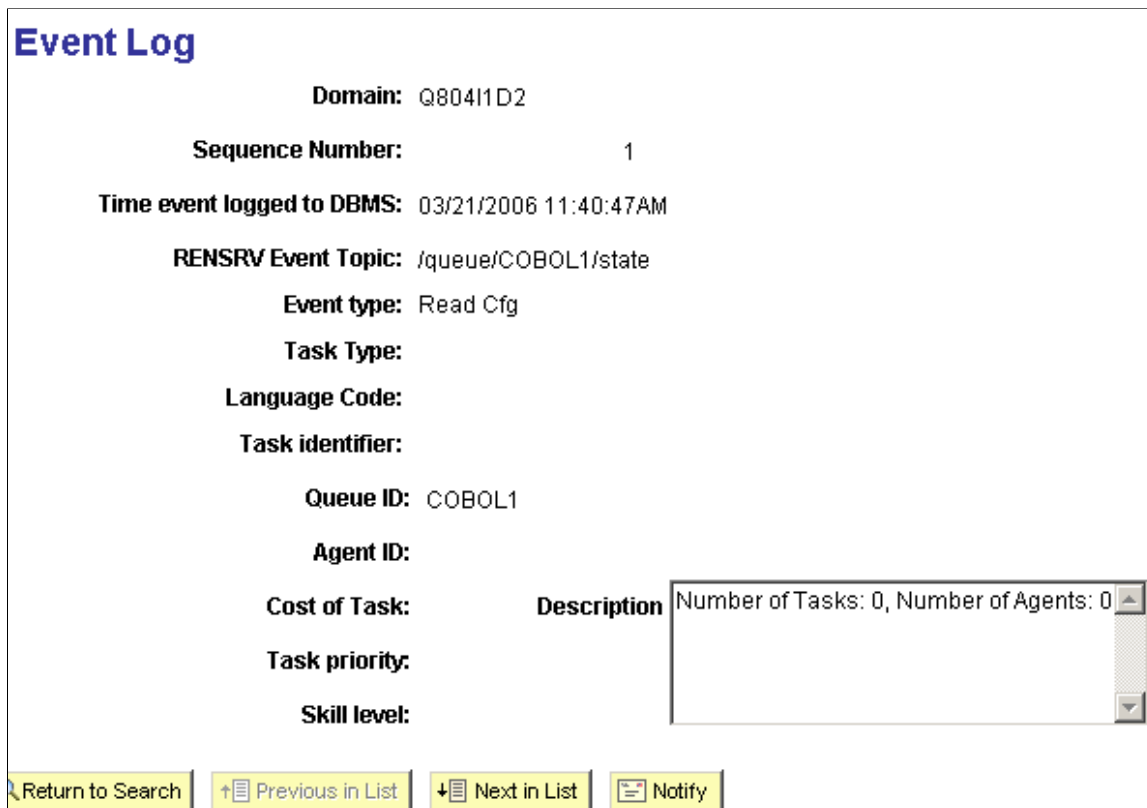 Event Log
Domain: Q804I1D2
Sequence Number: 1
Time event logged to DBMS: 03/21/2006 11:40:47AM
RENSRV Event Topic: /queue/COBOL1/state
Event type: Read Cfg
Task Type:
Language Code:
Task identifier:
Queue ID: COBOL1
Agent ID:
Cost of Task: Description Number of Tasks: 0, Number of Agents: 0
Task priority:
Skill level:
Return to Search Previous in List Next in List Notify